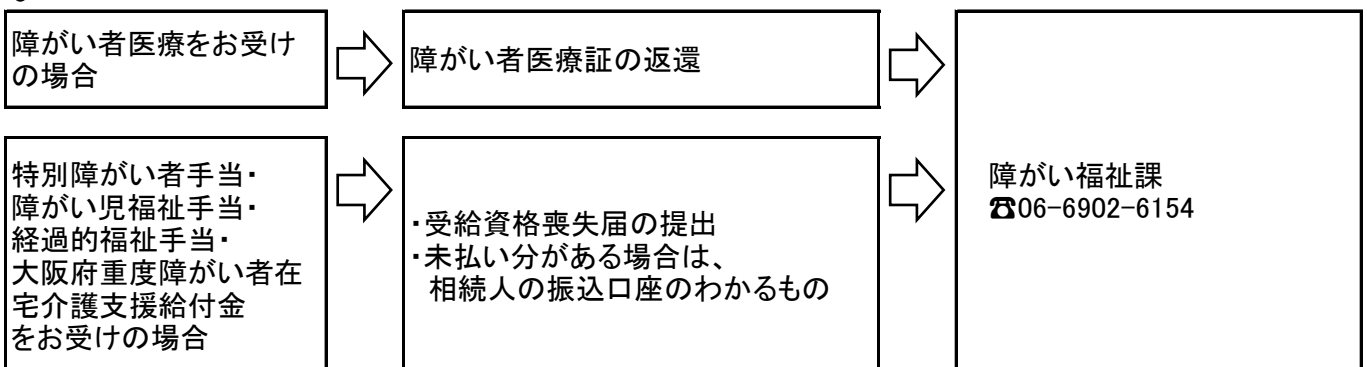 障がい者医療をお受け
の場合
障がい者医療証の返還
特別障がい者手当・
障がい児福祉手当・
経過的福祉手当・
大阪府重度障がい者在
宅介護支援給付金
をお受けの場合
・受給資格喪失届の提出
・未払い分がある場合は、
相続人の振込口座のわかるもの
障がい福祉課
☎06-6902-6154